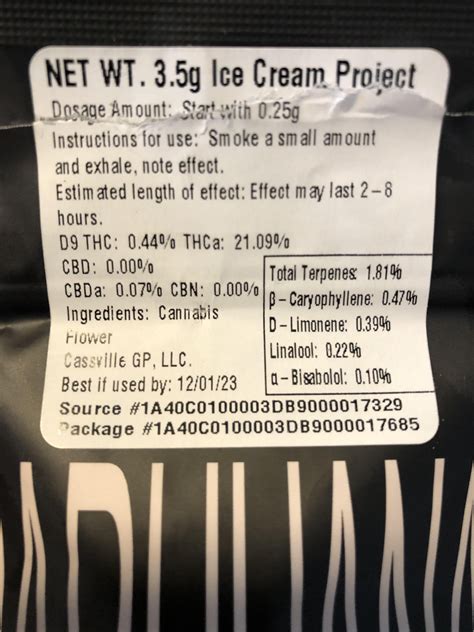 NET WT. 3.5g Ice Cream Project
Dosage Amount: Start with 0.25g
Instructions for use: Smoke a small amount
and exhale, note effect.
Estimated length of effect: Effect may last 2-8
hours.
D9 THC: 0.44% THCa: 21.09%
CBD: 0.00%
CBDa: 0.07% CBN: 0.00%
Ingredients: Cannabis
Flower
Cassville GP, LLC.
Best if used by: 12/01/23
Total Terpenes: 1.81%
β-Caryophyllene: 0.47%
D-Limonene: 0.39%
Linalool: 0.22%
α-Bisabolol: 0.10%
Source #1A40C0100003DB9000017329
Package #1A40C0100003DB9000017685